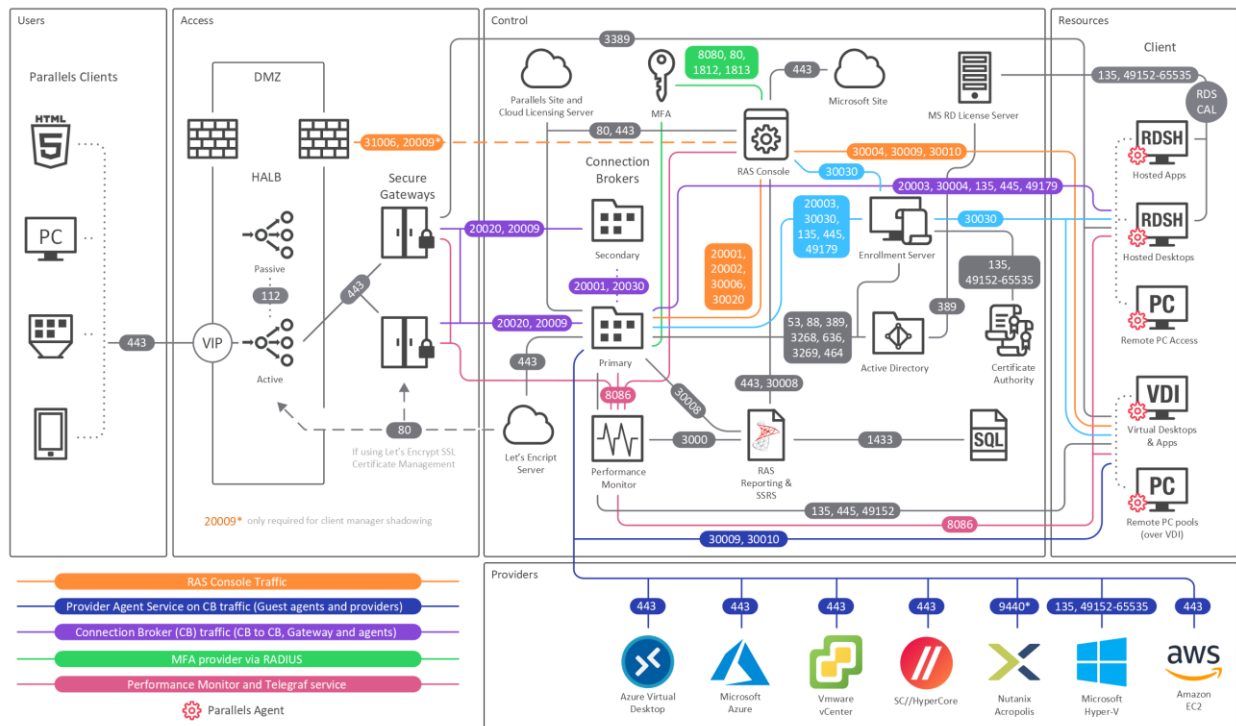 Users
Access
Control
Resources
Parallels Clients
HTML
5
PC
443
DMZ
HALB
Passive
112
VIP
Active
443
Secure
Gateways
80
If using Let's Encrypt SSL
Certificate Management
20009* only required for client manager shadowing
31006, 20009*
20020, 20009
20020, 20009
3389
Parallels Site and
Cloud Licensing Server
MFA
8080, 80,
1812, 1813
443
Microsoft Site
MS RD License Server
80, 443
RAS Console
Connection
Brokers
Secondary
20001, 20030
Primary
443
Let's Encript
Server
30004, 30009, 30010
30030
20003, 30004, 135, 445, 49179
20003,
30030,
135, 445,
49179
20001,
20002,
30006,
30020
Enrollment Server
30030
135,
49152-65535
389
53, 88, 389,
3268, 636,
3269, 464
Active Directory
Certificate
Authority
443, 30008
30008
8086
Performance
Monitor
3000
RAS
Reporting &
SSRS
1433
SQL
135, 445, 49152
8086
30009, 30010
Client
135, 49152-65535
RDS
CAL
RDSH
Hosted Apps
RDSH
Hosted Desktops
PC
Remote PC Access
VDI
Virtual Desktops
& Apps
PC
Remote PC pools
(over VDI)
RAS Console Traffic
Provider Agent Service on CB traffic (Guest agents and providers)
Connection Broker (CB) traffic (CB to CB, Gateway and agents)
MFA provider via RADIUS
Performance Monitor and Telegraf service
Parallels Agent
Providers
443
443
443
443
9440*
135, 49152-65535
443
Azure Virtual
Desktop
Microsoft
Azure
Vmware
vCenter
SC//HyperCore
Nutanix
Acropolis
Microsoft
Hyper-V
aws
Amazon
EC2